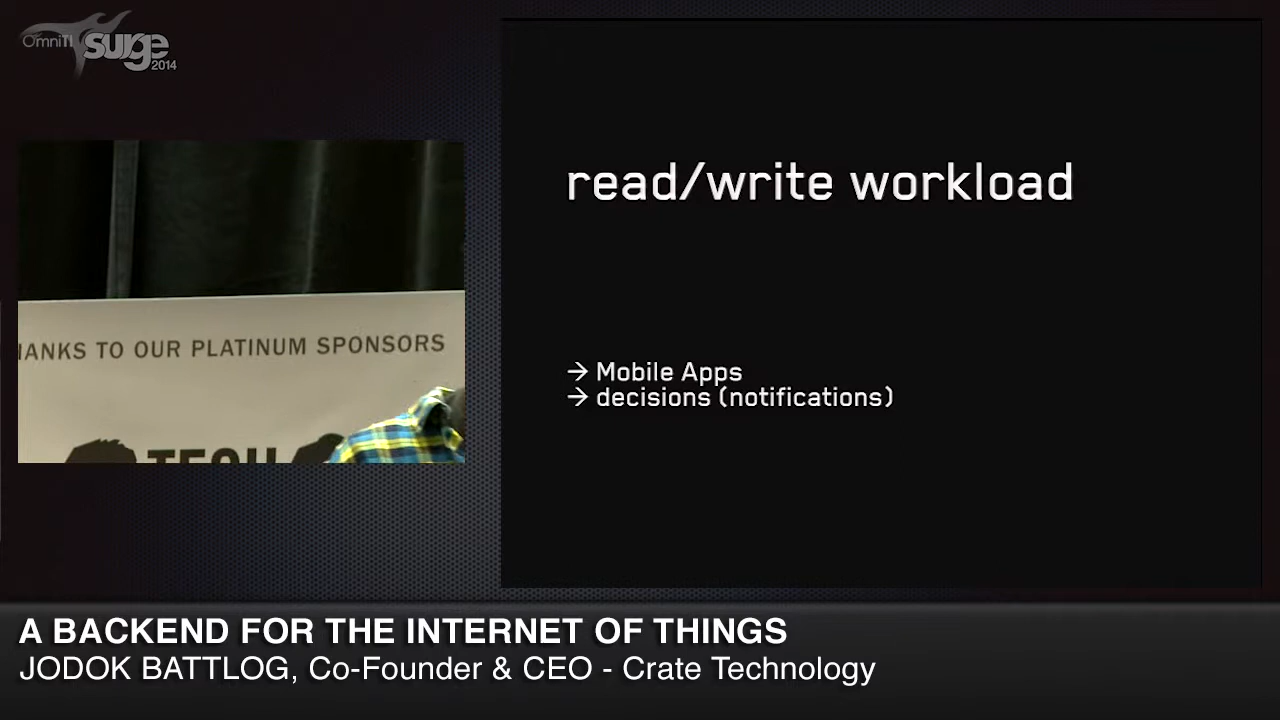 OmniTI
surge
2014
read/write workload
HANKS TO OUR PLATINUM SPONSORS
→ Mobile Apps
→ decisions (notifications)
TECH
A BACKEND FOR THE INTERNET OF THINGS
JODOK BATTLOG, Co-Founder & CEO - Crate Technology